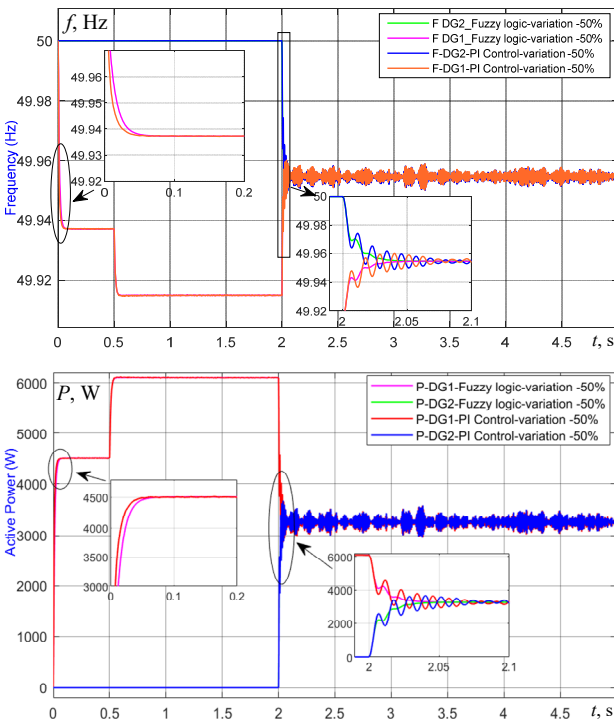 f, Hz
F DG2_Fuzzy logic-variation -50%
F DG1_Fuzzy logic-variation -50%
F-DG2-PI Control-variation -50%
F-DG1-PI Control-variation -50%
Frequency (Hz)
50
49.98
49.96
49.94
49.92
49.96
49.95
49.94
49.93
49.92
0 0.1 0.2
50
49.98
49.96
49.94
49.92
2 2.05 2.1
0 0.5 1 1.5 2 2.5 3 3.5 4 4.5
t, s
P, W
P-DG1-Fuzzy logic-variation -50%
P-DG2-Fuzzy logic-variation -50%
P-DG1-PI Control-variation -50%
P-DG2-PI Control-variation -50%
Active Power (W)
6000
5000
4000
3000
2000
1000
0
4500
4000
3500
3000
0 0.1 0.2
6000
4000
2000
0
2 2.05 2.1
0 0.5 1 1.5 2 2.5 3 3.5 4 4.5
t, s